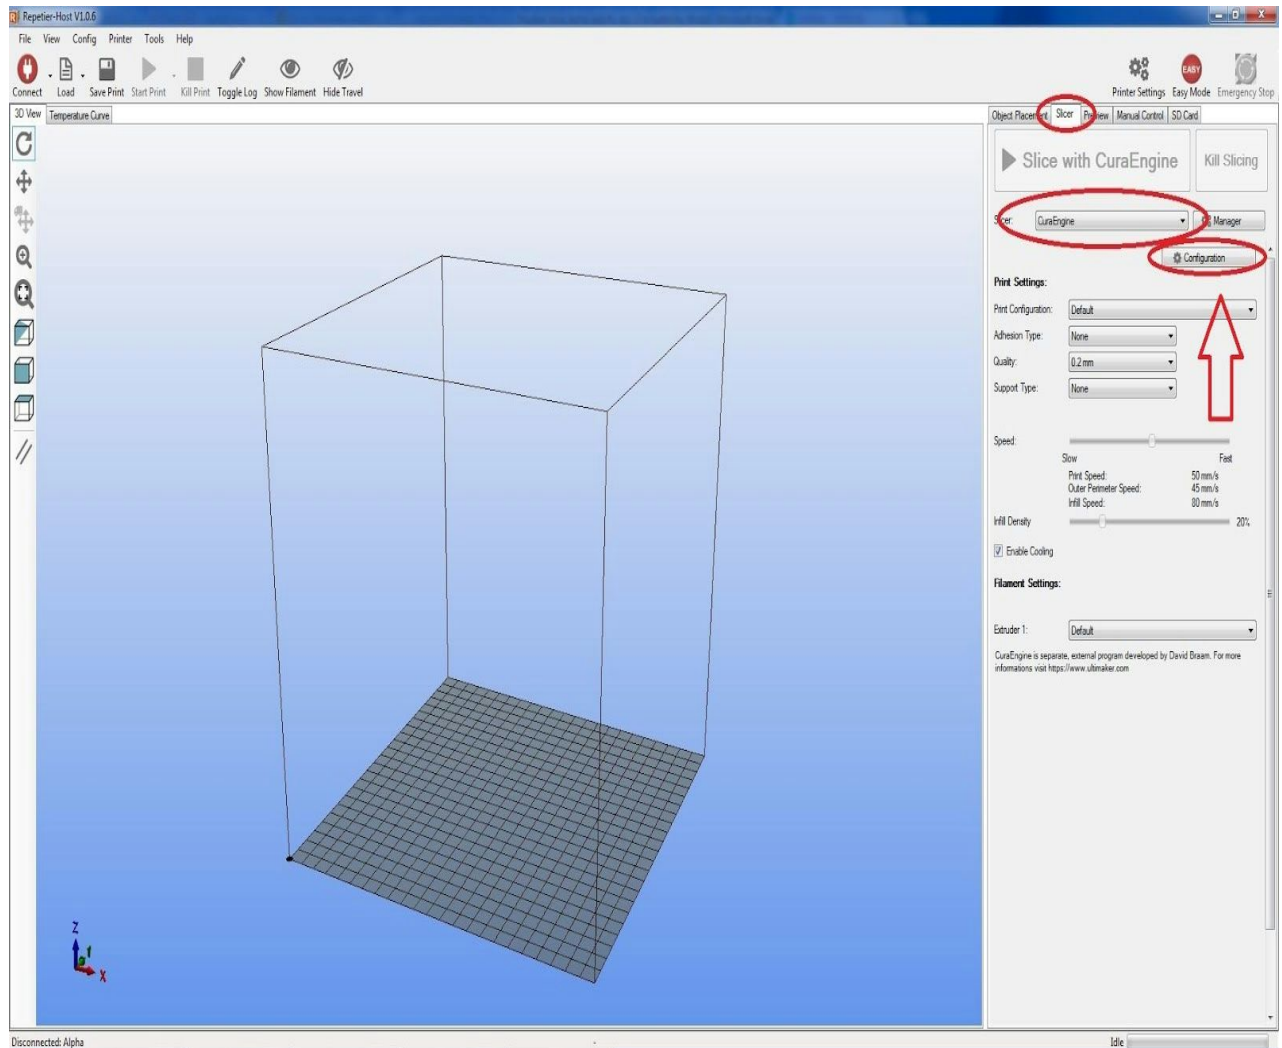 Repetier-Host V1.0.6
File View Config Printer Tools Help
Connect Load Save Print Start Print Kill Print Toggle Log Show Filament Hide Travel Printer Settings Easy Mode Emergency Stop
EASY
3D View Temperature Curve
Object Placement Slicer Preview Manual Control SD Card
Slice with CuraEngine Kill Slicing
Slicer: CuraEngine Manager
Configuration
Print Settings:
Print Configuration: Default
Adhesion Type: None
Quality: 0.2 mm
Support Type: None
Speed:
Slow Fast
Print Speed: 50 mm/s
Outer Perimeter Speed: 45 mm/s
Infill Speed: 80 mm/s
Infill Density 20%
Enable Cooling
Filament Settings:
Extruder 1: Default
CuraEngine is separate, external program developed by David Braam. For more
informations visit https://www.ultimaker.com
Z
X
Disconnected: Alpha - Idle